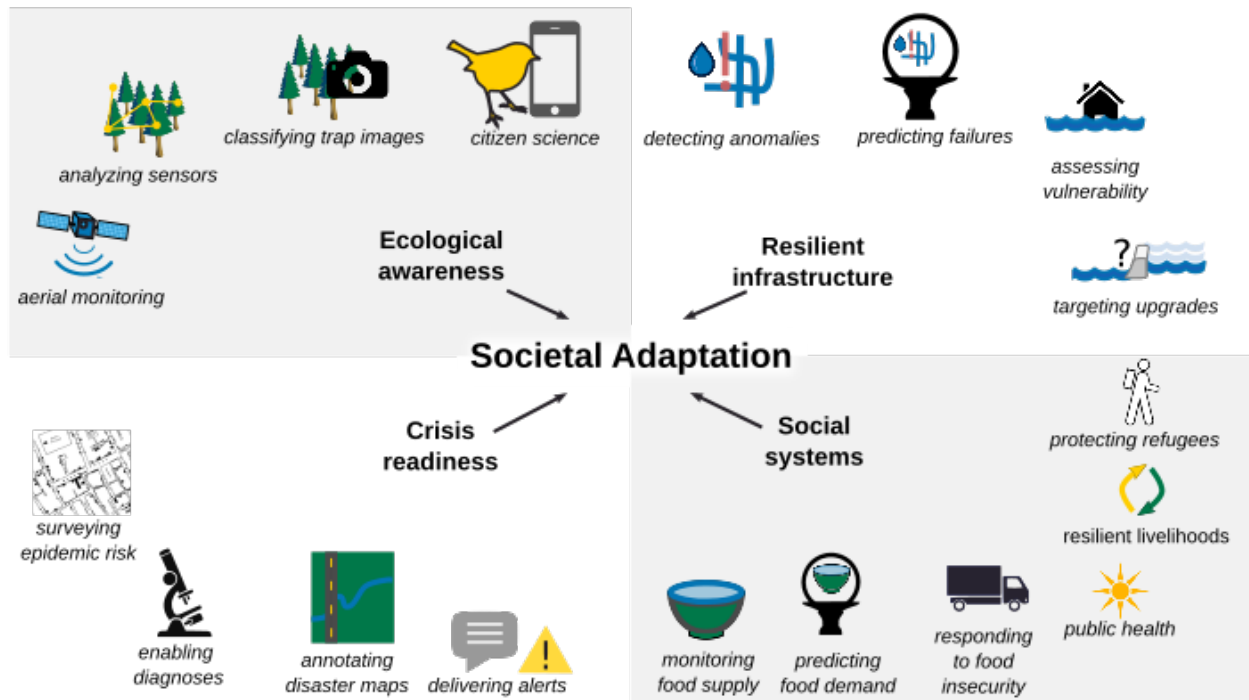 classifying trap images
citizen science
analyzing sensors
aerial monitoring
Ecological
awareness
detecting anomalies
predicting failures
assessing
vulnerability
Resilient
infrastructure
?
targeting upgrades
Societal Adaptation
Crisis
readiness
surveying
epidemic risk
enabling
diagnoses
annotating
disaster maps
!
delivering alerts
Social
systems
protecting refugees
resilient livelihoods
public health
monitoring
food supply
predicting
food demand
responding
to food
insecurity